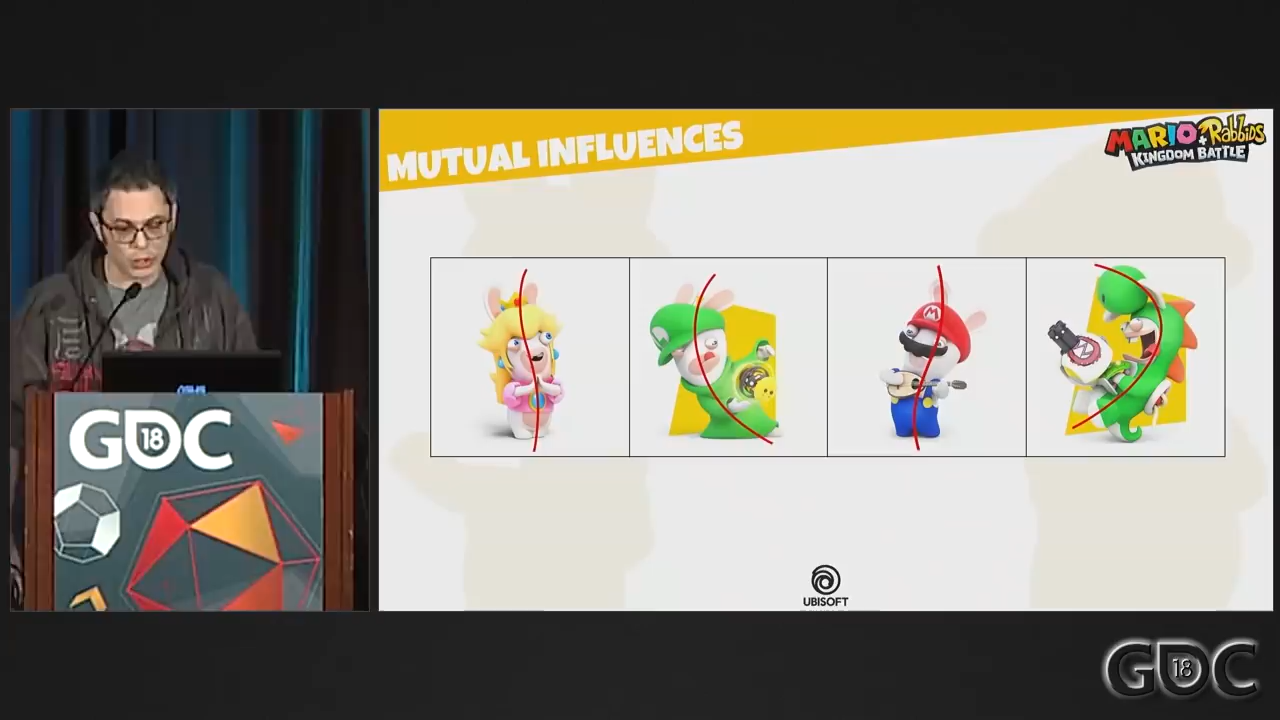 MUTUAL INFLUENCES
MARIO + Rabbids
KINGDOM BATTLE
M
GDC
18
UBISOFT
GDC
18